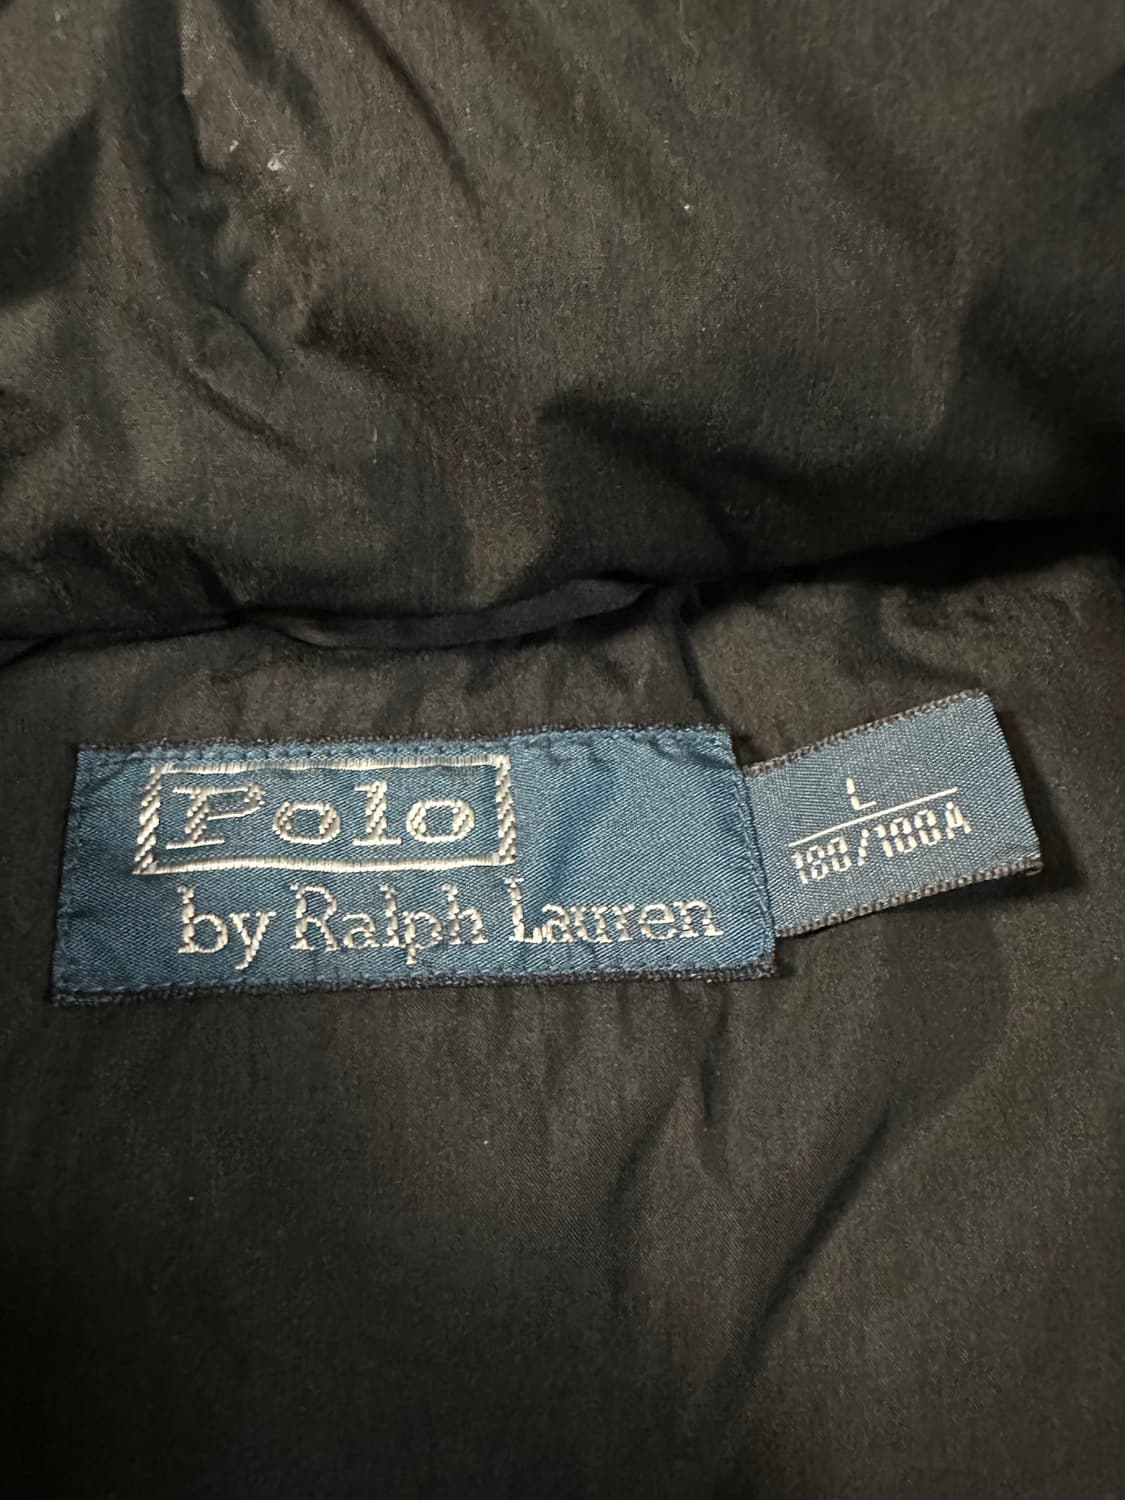 Polo
by Ralph Lauren
L
180/100A